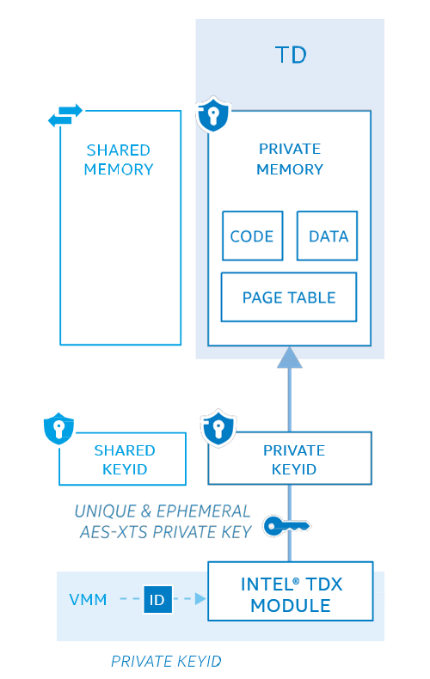 TD
SHARED
MEMORY
PRIVATE
MEMORY
CODE
DATA
PAGE TABLE
SHARED
KEYID
PRIVATE
KEYID
UNIQUE & EPHEMERAL
AES-XTS PRIVATE KEY
VMM
ID
INTEL® TDX
MODULE
PRIVATE KEYID